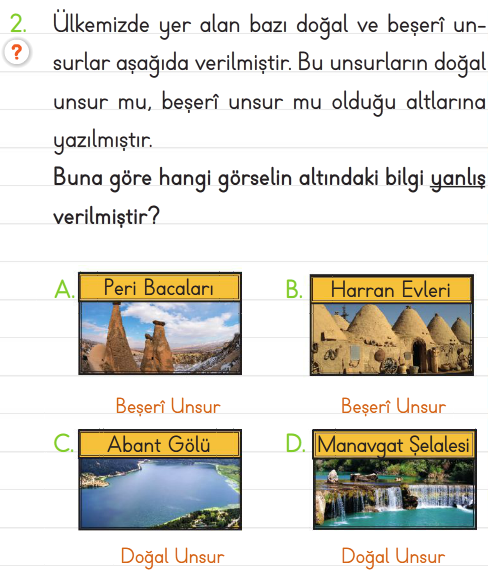 2. Ülkemizde yer alan bazı doğal ve beşerî un-
?
surlar aşağıda verilmiştir. Bu unsurların doğal
unsur mu, beşerî unsur mu olduğu altlarına
yazılmıştır.
Buna göre hangi görselin altındaki bilgi yanlış
verilmiştir?
A. Peri Bacaları
Beşerî Unsur
B. Harran Evleri
Beşerî Unsur
C. Abant Gölü
Doğal Unsur
D. Manavgat Şelalesi
Doğal Unsur